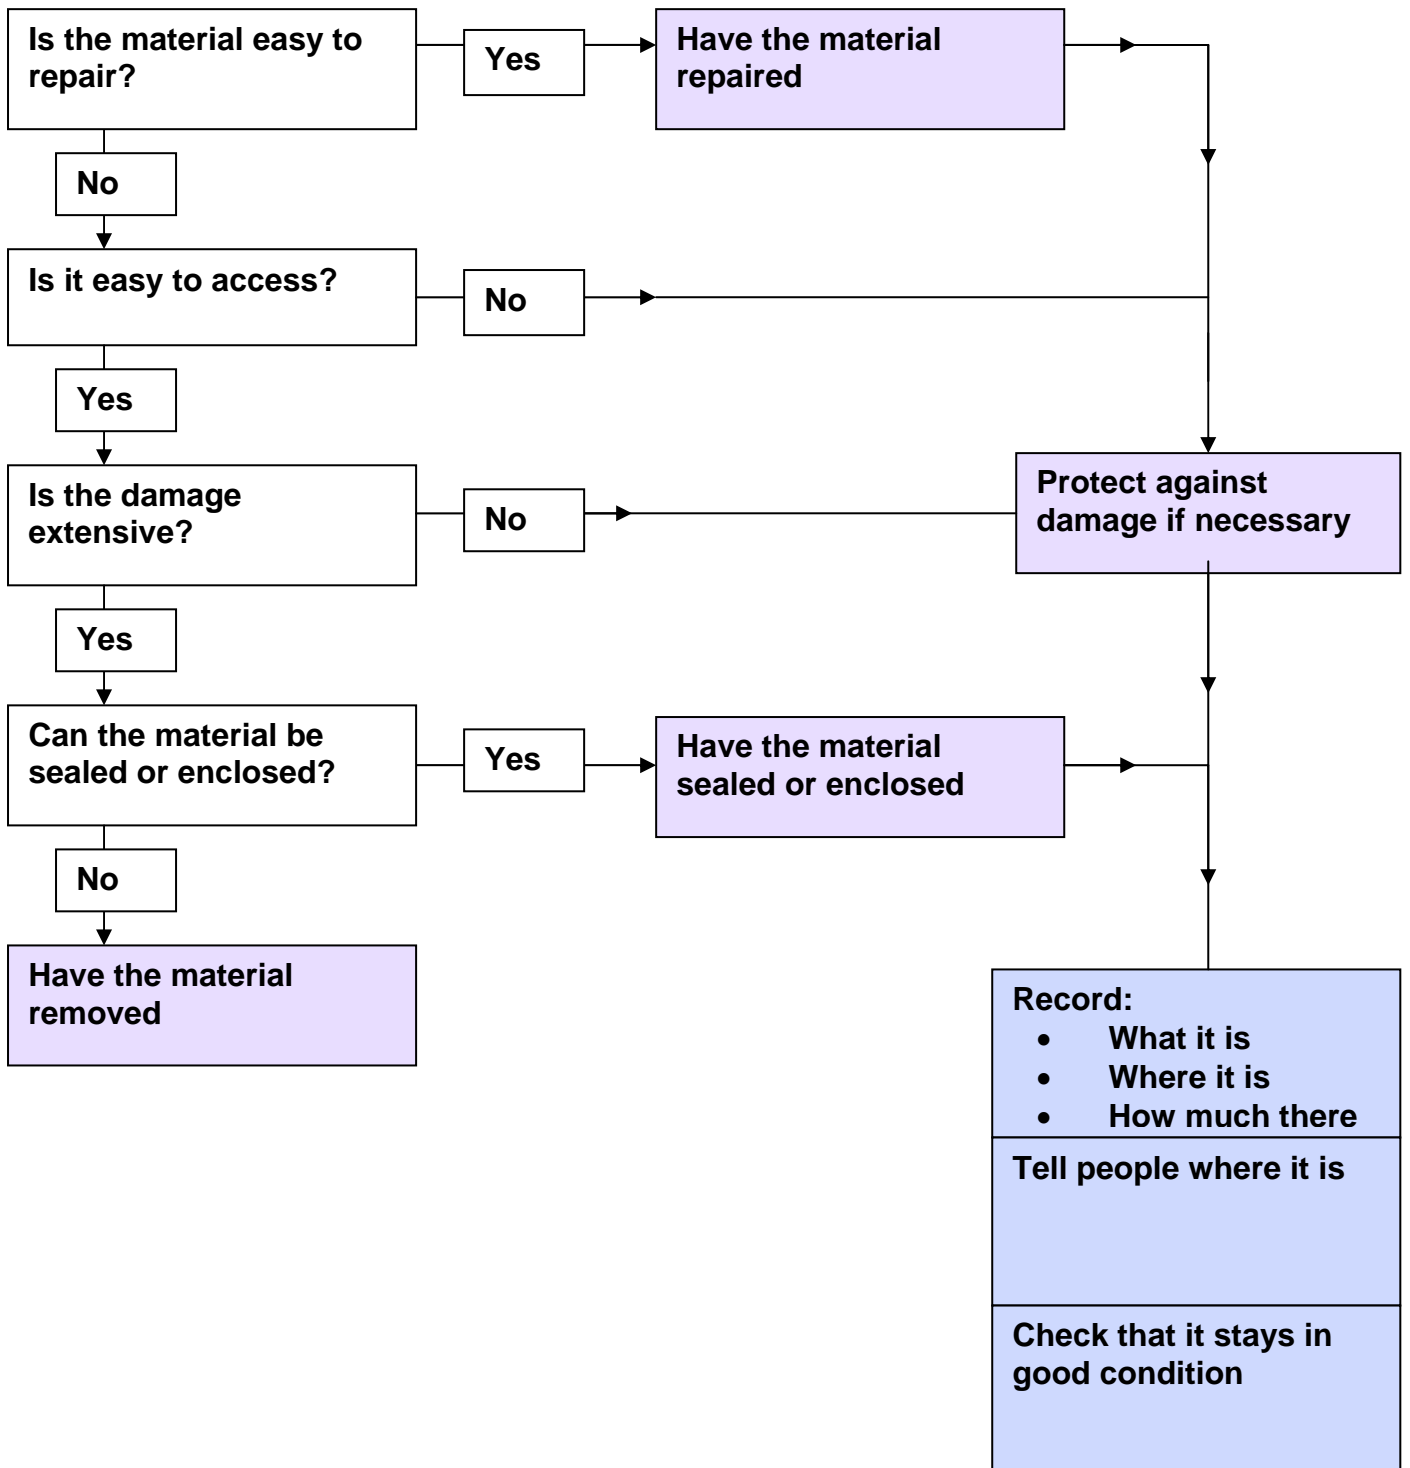 Is the material easy to
repair?
Yes
Have the material
repaired
No
Is it easy to access?
No
Yes
Is the damage
extensive?
No
Protect against
damage if necessary
Yes
Can the material be
sealed or enclosed?
Yes
Have the material
sealed or enclosed
No
Have the material
removed
Record:
• What it is
• Where it is
• How much there
Tell people where it is
Check that it stays in
good condition